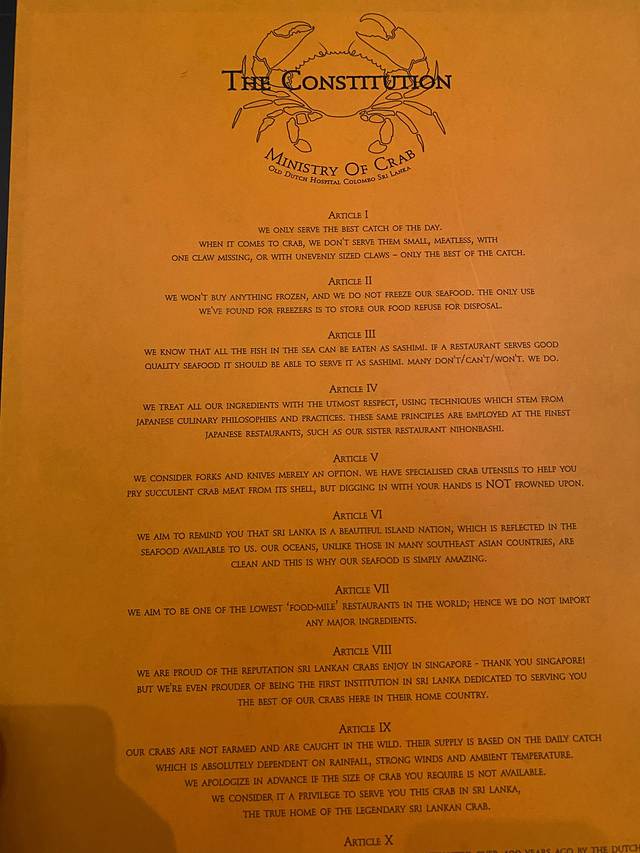 The Constitution
Ministry Of Crab
Old Dutch Hospital Colombo Sri Lanka
Article I
we only serve the best catch of the day.
when it comes to crab, we don't serve them small, meatless, with
one claw missing, or with unevenly sized claws – only the best of the catch.
Article II
we won't buy anything frozen, and we do not freeze our seafood. the only use
we've found for freezers is to store our food refuse for disposal.
Article III
we know that all the fish in the sea can be eaten as sashimi. if a restaurant serves good
quality seafood it should be able to serve it as sashimi. many don't/can't/won't. we do.
Article IV
we treat all our ingredients with the utmost respect, using techniques which stem from
japanese culinary philosophies and practices. these same principles are employed at the finest
japanese restaurants, such as our sister restaurant nihonbashi.
Article V
we consider forks and knives merely an option. we have specialised crab utensils to help you
pry succulent crab meat from its shell, but digging in with your hands is NOT frowned upon.
Article VI
we aim to remind you that sri lanka is a beautiful island nation, which is reflected in the
seafood available to us. our oceans, unlike those in many southeast asian countries, are
clean and this is why our seafood is simply amazing.
Article VII
we aim to be one of the lowest 'food-mile' restaurants in the world; hence we do not import
any major ingredients.
Article VIII
we are proud of the reputation sri lankan crabs enjoy in singapore - thank you singapore!
but we're even prouder of being the first institution in sri lanka dedicated to serving you
the best of our crabs here in their home country.
Article IX
our crabs are not farmed and are caught in the wild. their supply is based on the daily catch
which is absolutely dependent on rainfall, strong winds and ambient temperature.
we apologize in advance if the size of crab you require is not available.
we consider it a privilege to serve you this crab in sri lanka,
the true home of the legendary sri lankan crab.
Article X
over 400 years ago by the dutch